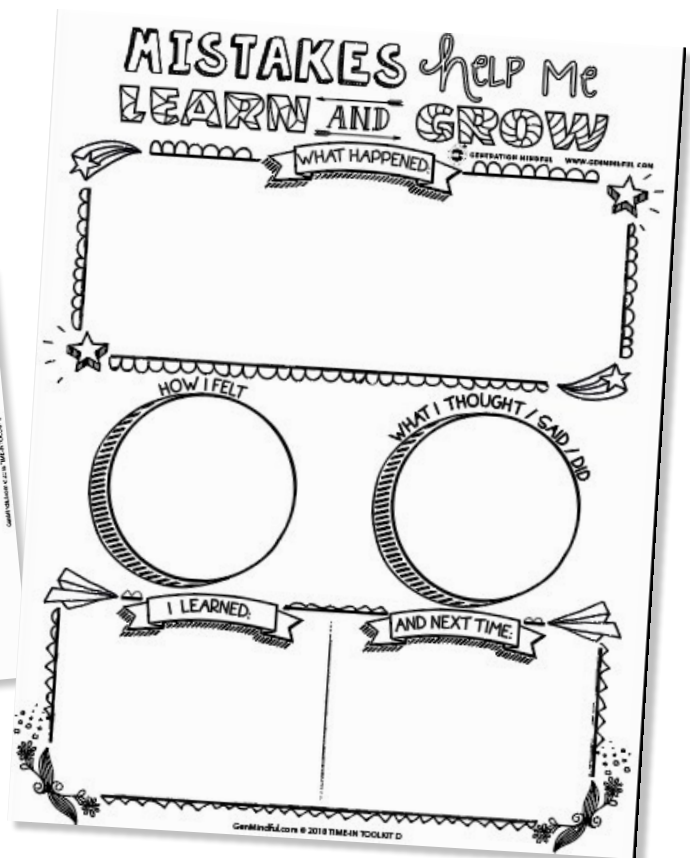 MISTAKES help Me
LEARN AND GROW
GENERATION MINDFUL WWW.GENMINDFUL.COM
WHAT HAPPENED:
HOW I FELT
WHAT I THOUGHT / SAID / DID
I LEARNED:
AND NEXT TIME:
GenMindful.com © 2018 TIME-IN TOOLKIT